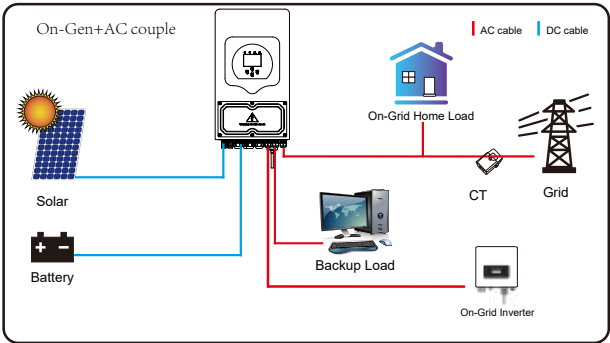 On-Gen+AC couple
AC cable
DC cable
On-Grid Home Load
Solar
CT
Grid
Battery
Backup Load
On-Grid Inverter